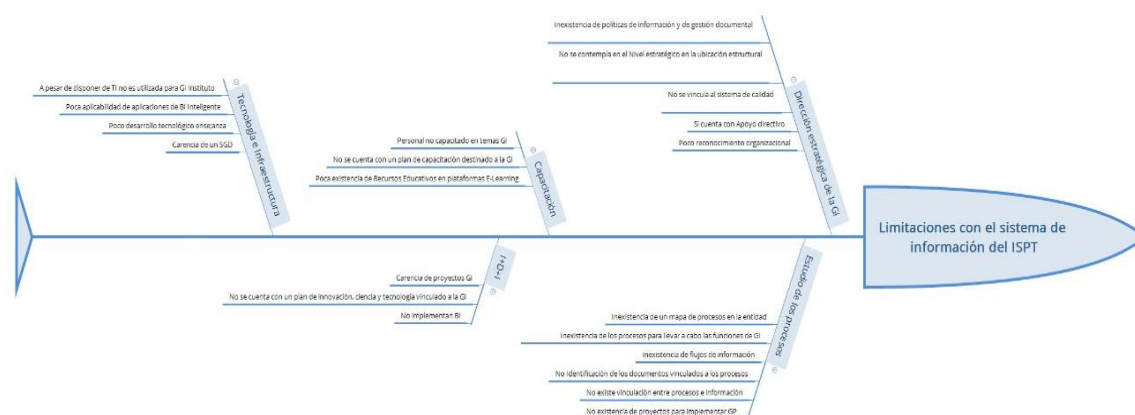 Inexistencia de políticas de información y de gestión documental
No se contempla en el Nivel estratégico en la ubicación estructural
No se vincula al sistema de calidad
Si cuenta con Apoyo directivo
Poco reconocimiento organizacional
Dirección estratégica de la GI
A pesar de disponer de TI no es utilizada para GI Instituto
Poca aplicabilidad de aplicaciones de BI Inteligente
Poco desarrollo tecnológico enseïanza
Carencia de un SGD
Tecnología e Infraestructura
Personal no capacitado en temas GI
No se cuenta con un plan de capacitación destinado a la GI
Poca existencia de Recursos Educativos en plataformas E-Learning
Capacitación
Limitaciones con el sistema de
información del ISPT
I+D+I
Carencia de proyectos GI
No se cuenta con un plan de innovación, ciencia y tecnología vinculado a la GI
No implementan BI
Estudio de los procesos
Inexistencia de un mapa de procesos en la entidad
Inexistencia de los procesos para llevar a cabo las funciones de GI
Inexistencia de flujos de información
No identificación de los documentos vinculados a los procesos
No existe vinculación entre procesos e información
No existencia de proyectos para implementar GP